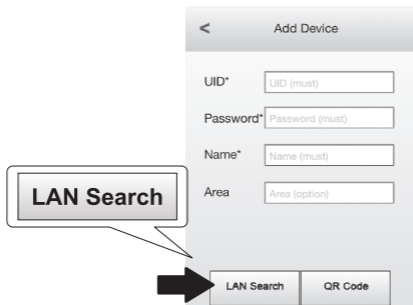 < Add Device
UID* UID (must)
Password* Password (must)
Name* Name (must)
Area Area (option)
LAN Search
LAN Search QR Code